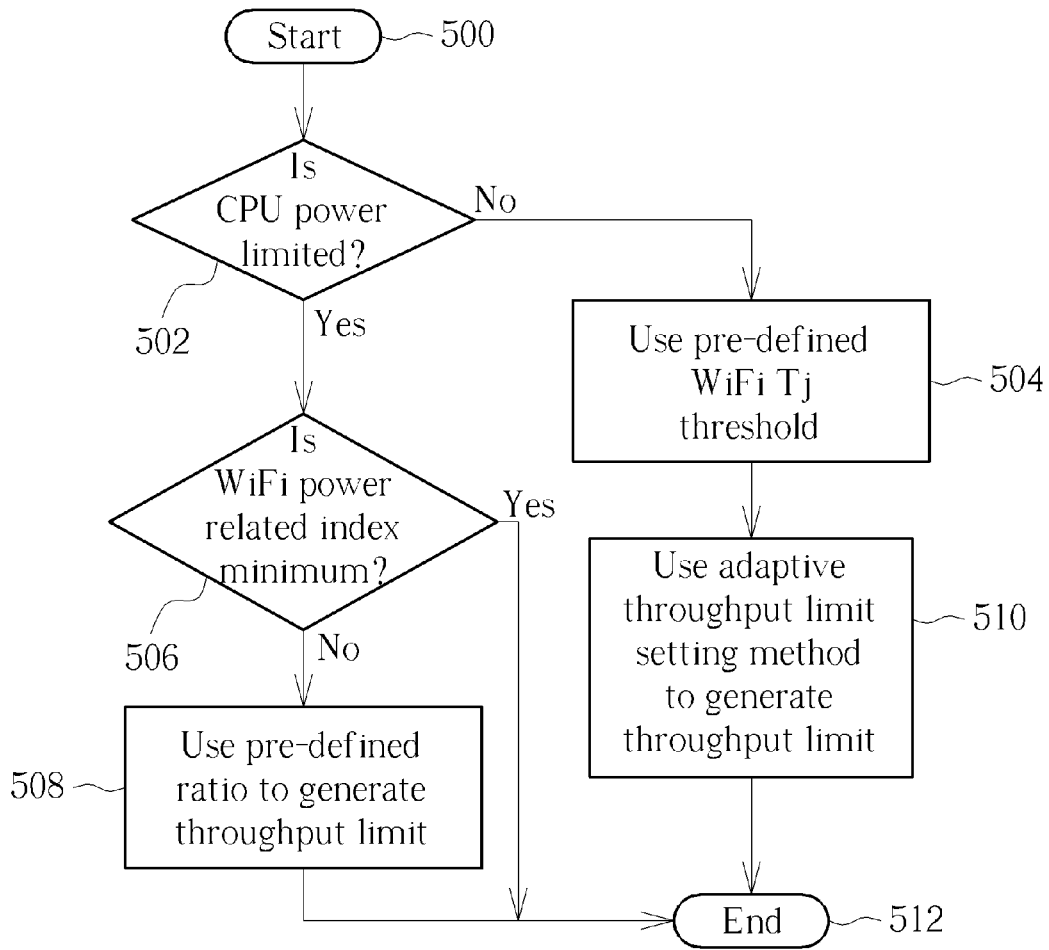 Start
500
Is
CPU power
limited?
No
502
Yes
Use pre-defined
WiFi Tj
threshold
504
Is
WiFi power
related index
minimum?
Yes
506
No
Use adaptive
throughput limit
setting method
to generate
throughput limit
510
Use pre-defined
ratio to generate
throughput limit
508
End
512